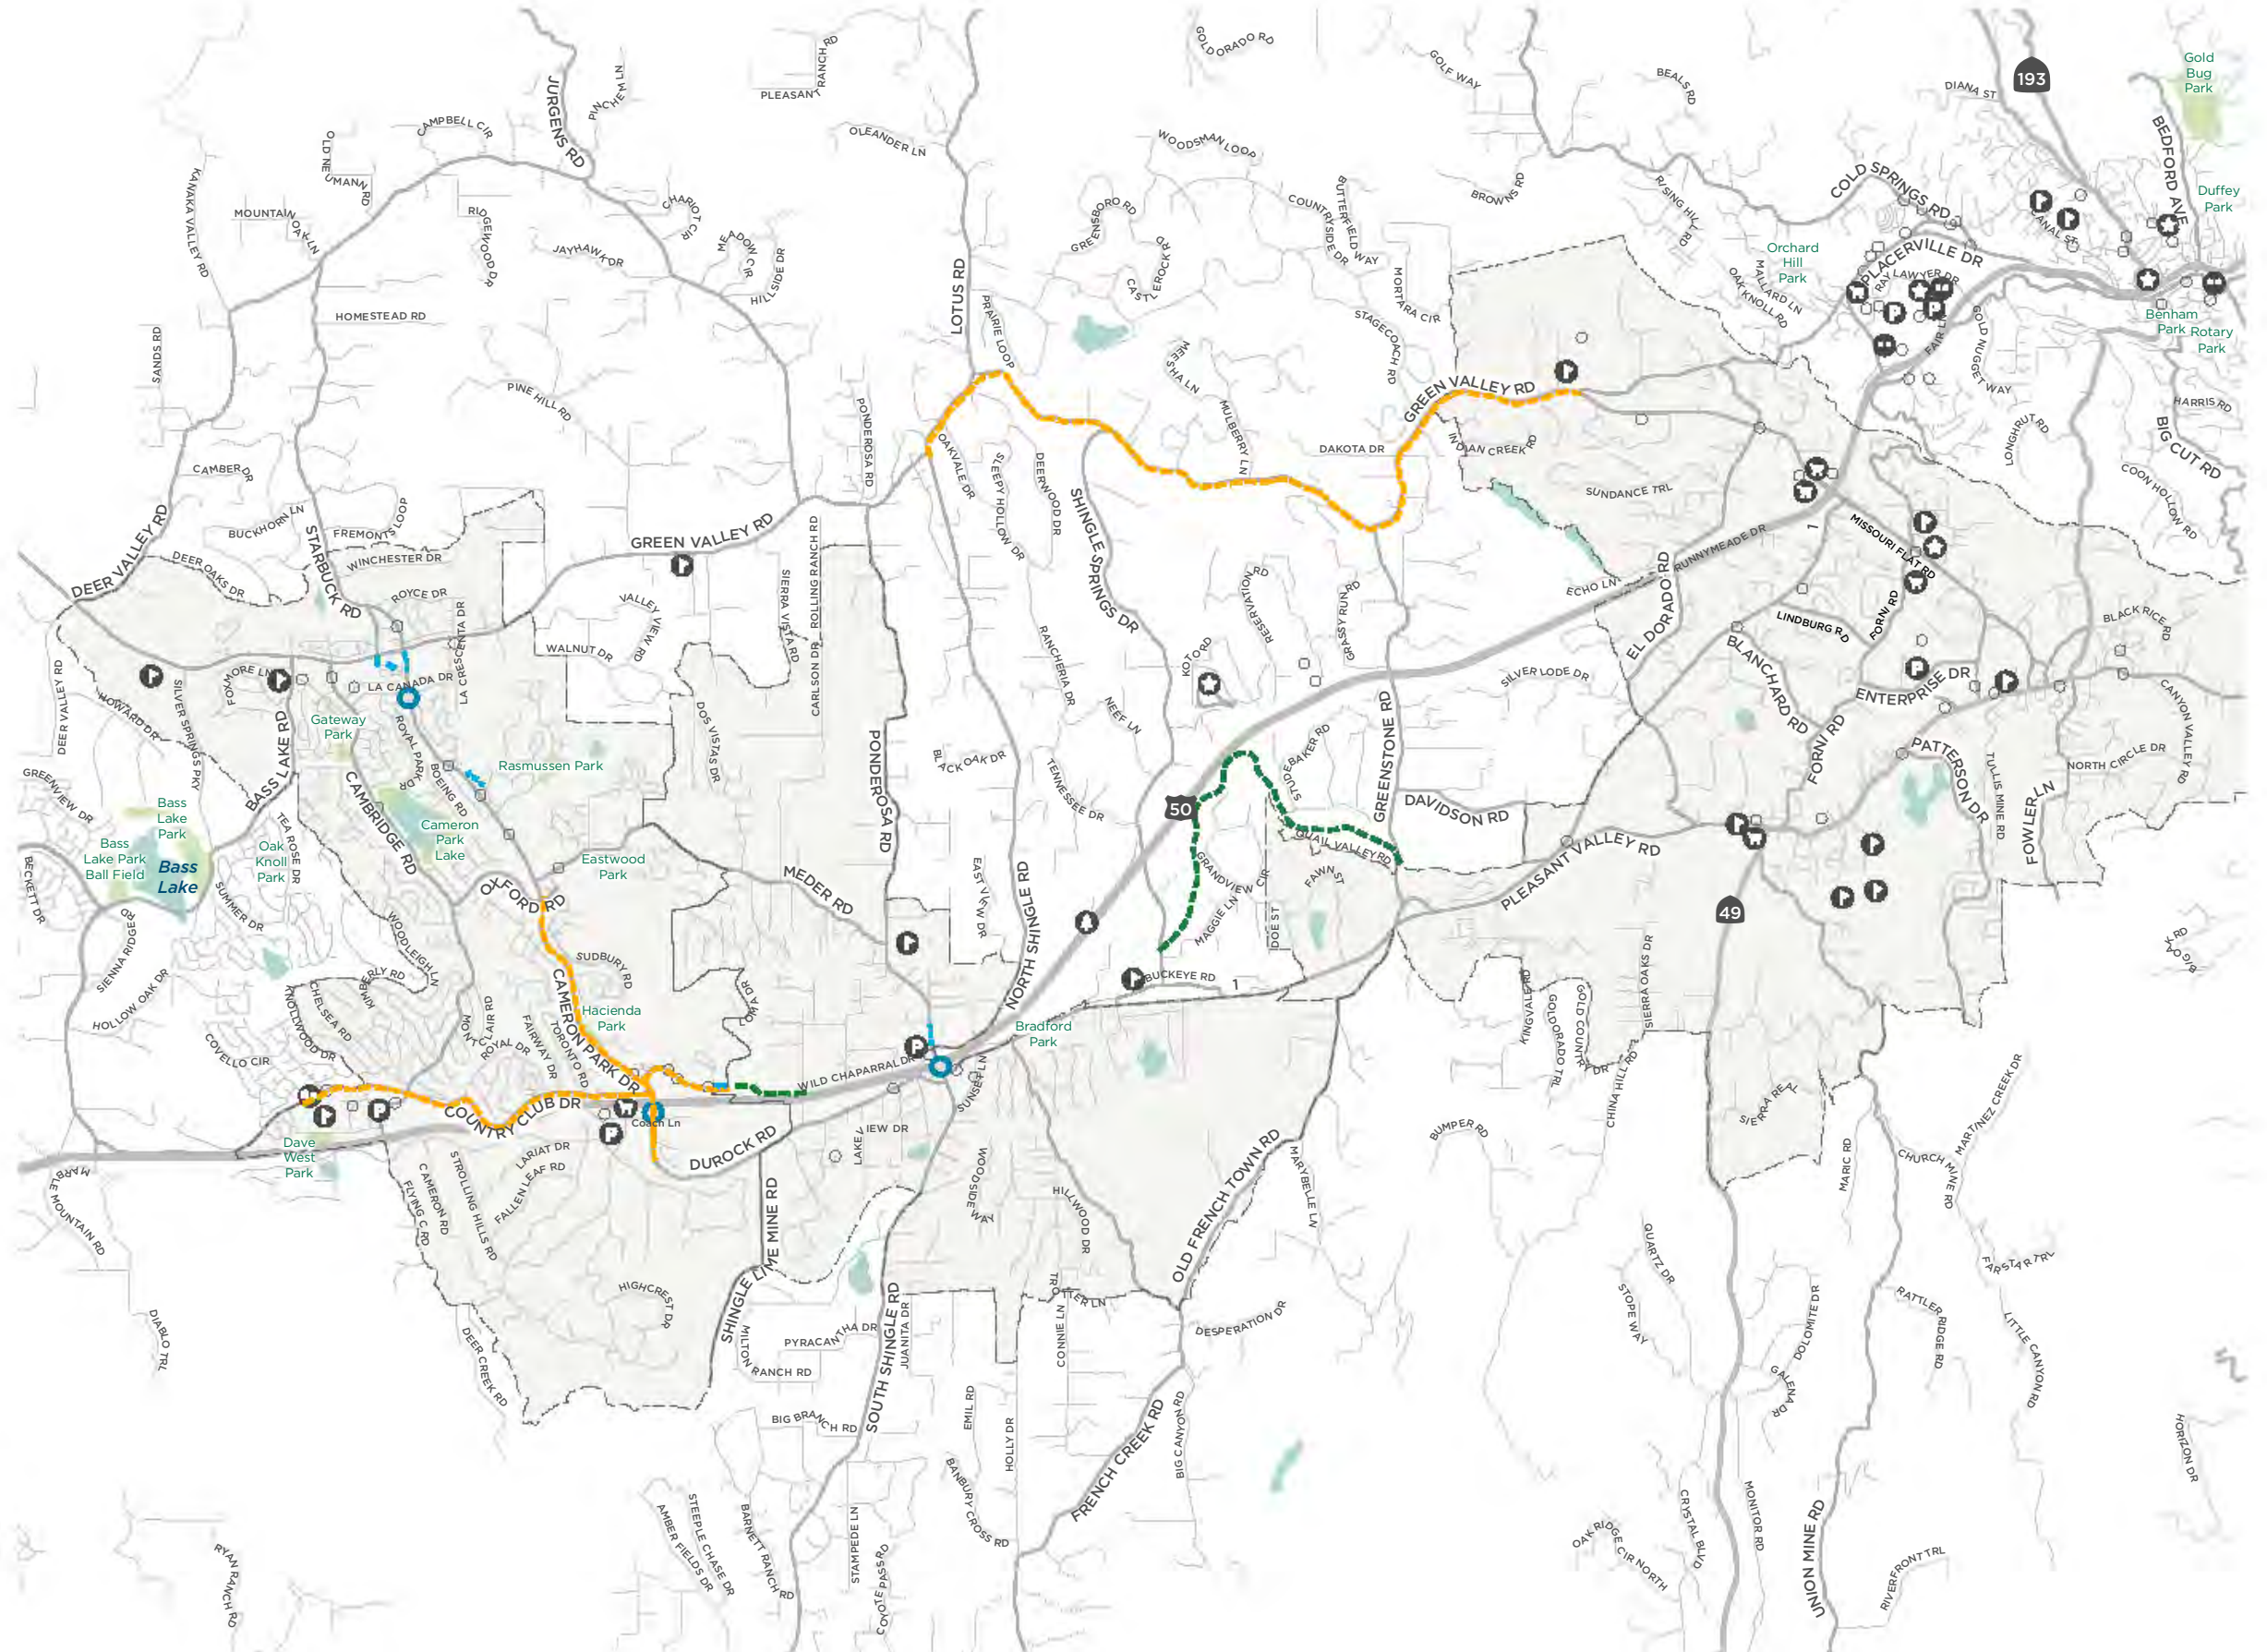 GOLD ORADO RD
GOLF WAY
BEALS RD
193
DIANA ST
Gold
Bug
Park
JURGENS RD
PINCHEM LN
PLEASANT RANCH RD
CAMPBELL CIR
OLD NEUMANN RD
OLEANDER LN
WOODSMAN LOOP
BEDFORD AVE
KANAKA VALLEY RD
MOUNTAIN OAK LN
RIDGEWOOD DR
JAYHAWK DR
CHARIOT CIR
MEADOW CIR
HILLSIDE DR
GREENSBORO RD
CASTLEROCK RD
COUNTRYSIDE DR
BUTTERFIELD WAY
BROWNS RD
RISING HILL RD
COLD SPRINGS RD
CANAL ST
Duffey
Park
HOMESTEAD RD
LOTUS RD
PRAIRIE LOOP
MORTARA CIR
STAGECOACH RD
Orchard
Hill
Park
MALLARD LN
OAK KNOLL RD
PLACERVILLE DR
RAY LAWYER DR
FAIR LN
GOLD NUGGET WAY
Benham
Park
Rotary
Park
SANDS RD
PINE HILL RD
PONDEROSA RD
MEESHA LN
MULBERRY LN
GREEN VALLEY RD
DAKOTA DR
INDIAN CREEK RD
HARRIS RD
BIG CUT RD
LONGHRUT RD
COON HOLLOW RD
CAMBER DR
OAKVALE DR
SLEEPY HOLLOW DR
DEERWOOD DR
SHINGLE SPRINGS DR
SUNDANCE TRL
DEER VALLEY RD
BUCKHORN LN
FREMONTS LOOP
STARBUCK RD
WINCHESTER DR
DEER OAKS DR
ROYCE DR
GREEN VALLEY RD
ROLLING RANCH RD
SIERRA VISTA RD
CARLSON DR
RUNNYMEADE DR
1
MISSOURI FLAT RD
ECHO LN
EL DORADO RD
LINDBURG RD
FORNI RD
BLACK RICE RD
VALLEY VIEW RD
WALNUT DR
LA CRESCENTA DR
LA CANADA DR
RESERVATION RD
GRASSY RUN RD
KOTO RD
RANCHERIA DR
NEEF LN
DEER VALLEY RD
HOWARD DR
SILVER SPRINGS PKY
FOXMORE LN
Gateway
Park
BASS LAKE RD
ROYAL PARK DR
BOEING RD
Rasmussen Park
DOS VISTAS DR
PONDEROSA RD
BLACK OAK DR
TENNESSEE DR
STUDEBAKER RD
GREENSTONE RD
SILVER LODE DR
BLANCHARD RD
ENTERPRISE DR
FORNI RD
PATTERSON DR
TULLIS MINE RD
FOWLER LN
NORTH CIRCLE DR
CANYON VALLEY RD
GREENVIEW DR
Bass
Lake
Park
Bass
Lake Park
Ball Field
Bass
Lake
BECKETT DR
Oak
Knoll
Park
TEA ROSE DR
SUMMER DR
CAMBRIDGE RD
Cameron
Park
Lake
OXFORD RD
Eastwood
Park
MEDER RD
EAST VIEW DR
NORTH SHINGLE RD
50
GRANDVIEW CIR
MAGGIE LN
QUAIL VALLEY RD
FAWN ST
DOE ST
DAVIDSON RD
PLEASANT VALLEY RD
49
SIENNA RIDGE RD
HOLLOW OAK DR
KNOLLWOOD DR
CHELSEA RD
KIMBERLY RD
WOODLEIGH LN
COVELLO CIR
MONTCLAIR RD
ROYAL DR
FAIRWAY DR
TORONTO RD
CAMERON PARK DR
SUDBURY RD
Hacienda
Park
BUCKEYE RD
1
Bradford
Park
WILD CHAPARRAL DR
SUNSET LN
KINGVALE RD
GOLDORADO TRL
GOLD COUNTRY DR
SIERRA OAKS DR
CHINA HILL RD
SIERRA REAL
BIG OAK RD
COUNTRY CLUB DR
Coach Ln
Dave
West
Park
DUROCK RD
LARIAT DR
FALLEN LEAF RD
STROLLING HILLS RD
CAMERON RD
FLYING C RD
MARBLE MOUNTAIN RD
SHINGLE LIME MINE RD
WOODSIDE WAY
HILLWOOD DR
OLD FRENCH TOWN RD
MARYBELLE LN
BUMPER RD
MARTINEZ CREEK DR
CHURCH MINE RD
MARIC RD
FARSTAR TRL
HIGHCREST DR
DEER CREEK RD
DIABLO TRL
MILTON RANCH RD
PYRACANTHA DR
SOUTH SHINGLE RD
JUANITA DR
TROTTER LN
CONNIE LN
DESPERATION DR
QUARTZ DR
STOPE WAY
DOLOMITE DR
GALENA DR
RATTLER RIDGE RD
LITTLE CANYON RD
BIG BRANCH RD
EMIL RD
HOLLY DR
FRENCH CREEK RD
BIG CANYON RD
HORIZON DR
RYAN RANCH RD
AMBER FIELDS DR
STEEPLE CHASE DR
BARNETT RANCH RD
STAMPEDE LN
COYOTE PASS RD
BANBURY CROSS RD
OAK RIDGE CIR NORTH
CRYSTAL BLVD
MONITOR RD
UNION MINE RD
RIVERFRONT TRL